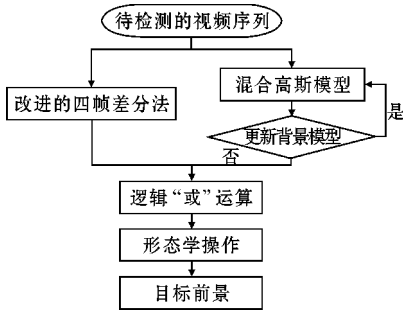 待检测的视频序列
混合高斯模型
改进的四帧差分法
是
更新背景模型
否
逻辑“或”运算
形态学操作
目标前景